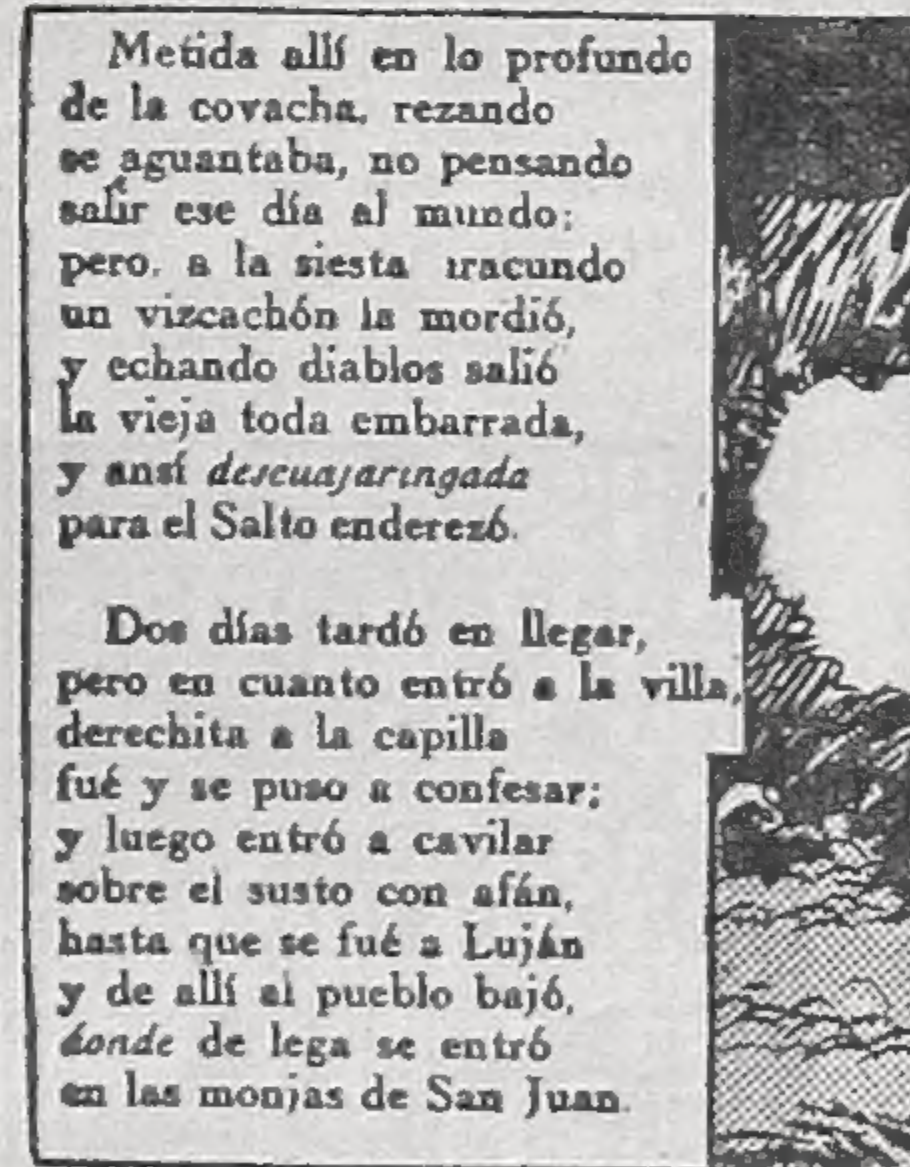 Metida allí en lo profundo
de la covacha, rezando
se aguantaba, no pensando
salir ese día al mundo;
pero, a la siesta iracundo
un vizcachón la mordió,
y echando diablos salió
la vieja toda embarrada,
y ansí descuajaringada
para el Salto enderezó.
Dos días tardó en llegar,
pero en cuanto entró a la villa,
derechita a la capilla
fué y se puso a confesar;
y luego entró a cavilar
sobre el susto con afán,
hasta que se fué a Luján
y de allí al pueblo bajó,
donde de lega se entró
en las monjas de San Juan.